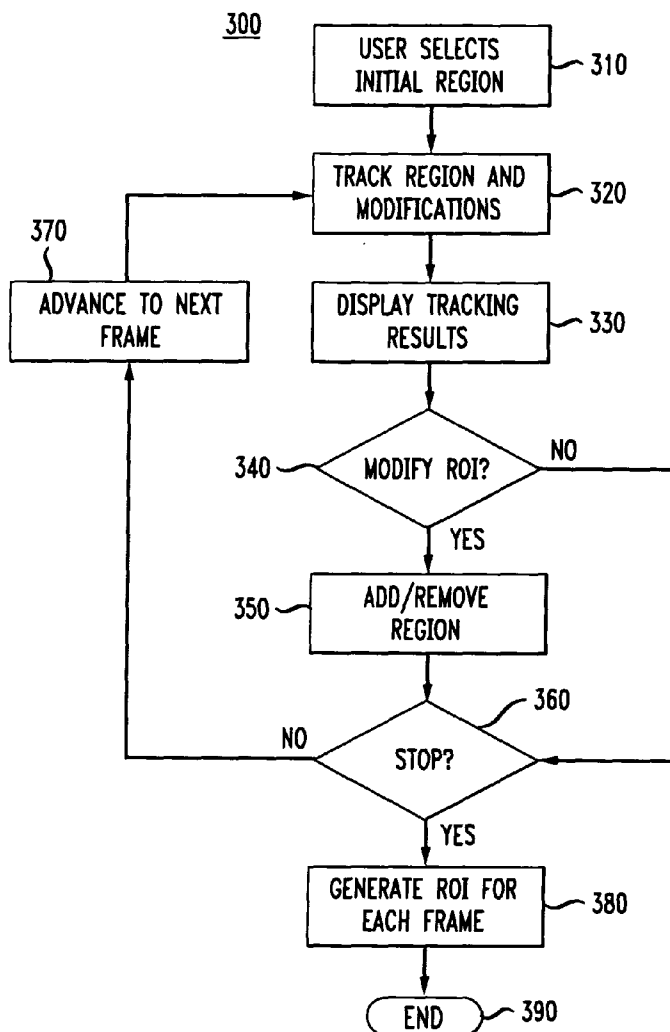 300
USER SELECTS
INITIAL REGION
310
TRACK REGION AND
MODIFICATIONS
320
370
ADVANCE TO NEXT
FRAME
DISPLAY TRACKING
RESULTS
330
340
MODIFY ROI?
NO
YES
350
ADD/REMOVE
REGION
360
NO
STOP?
YES
GENERATE ROI FOR
EACH FRAME
380
END
390